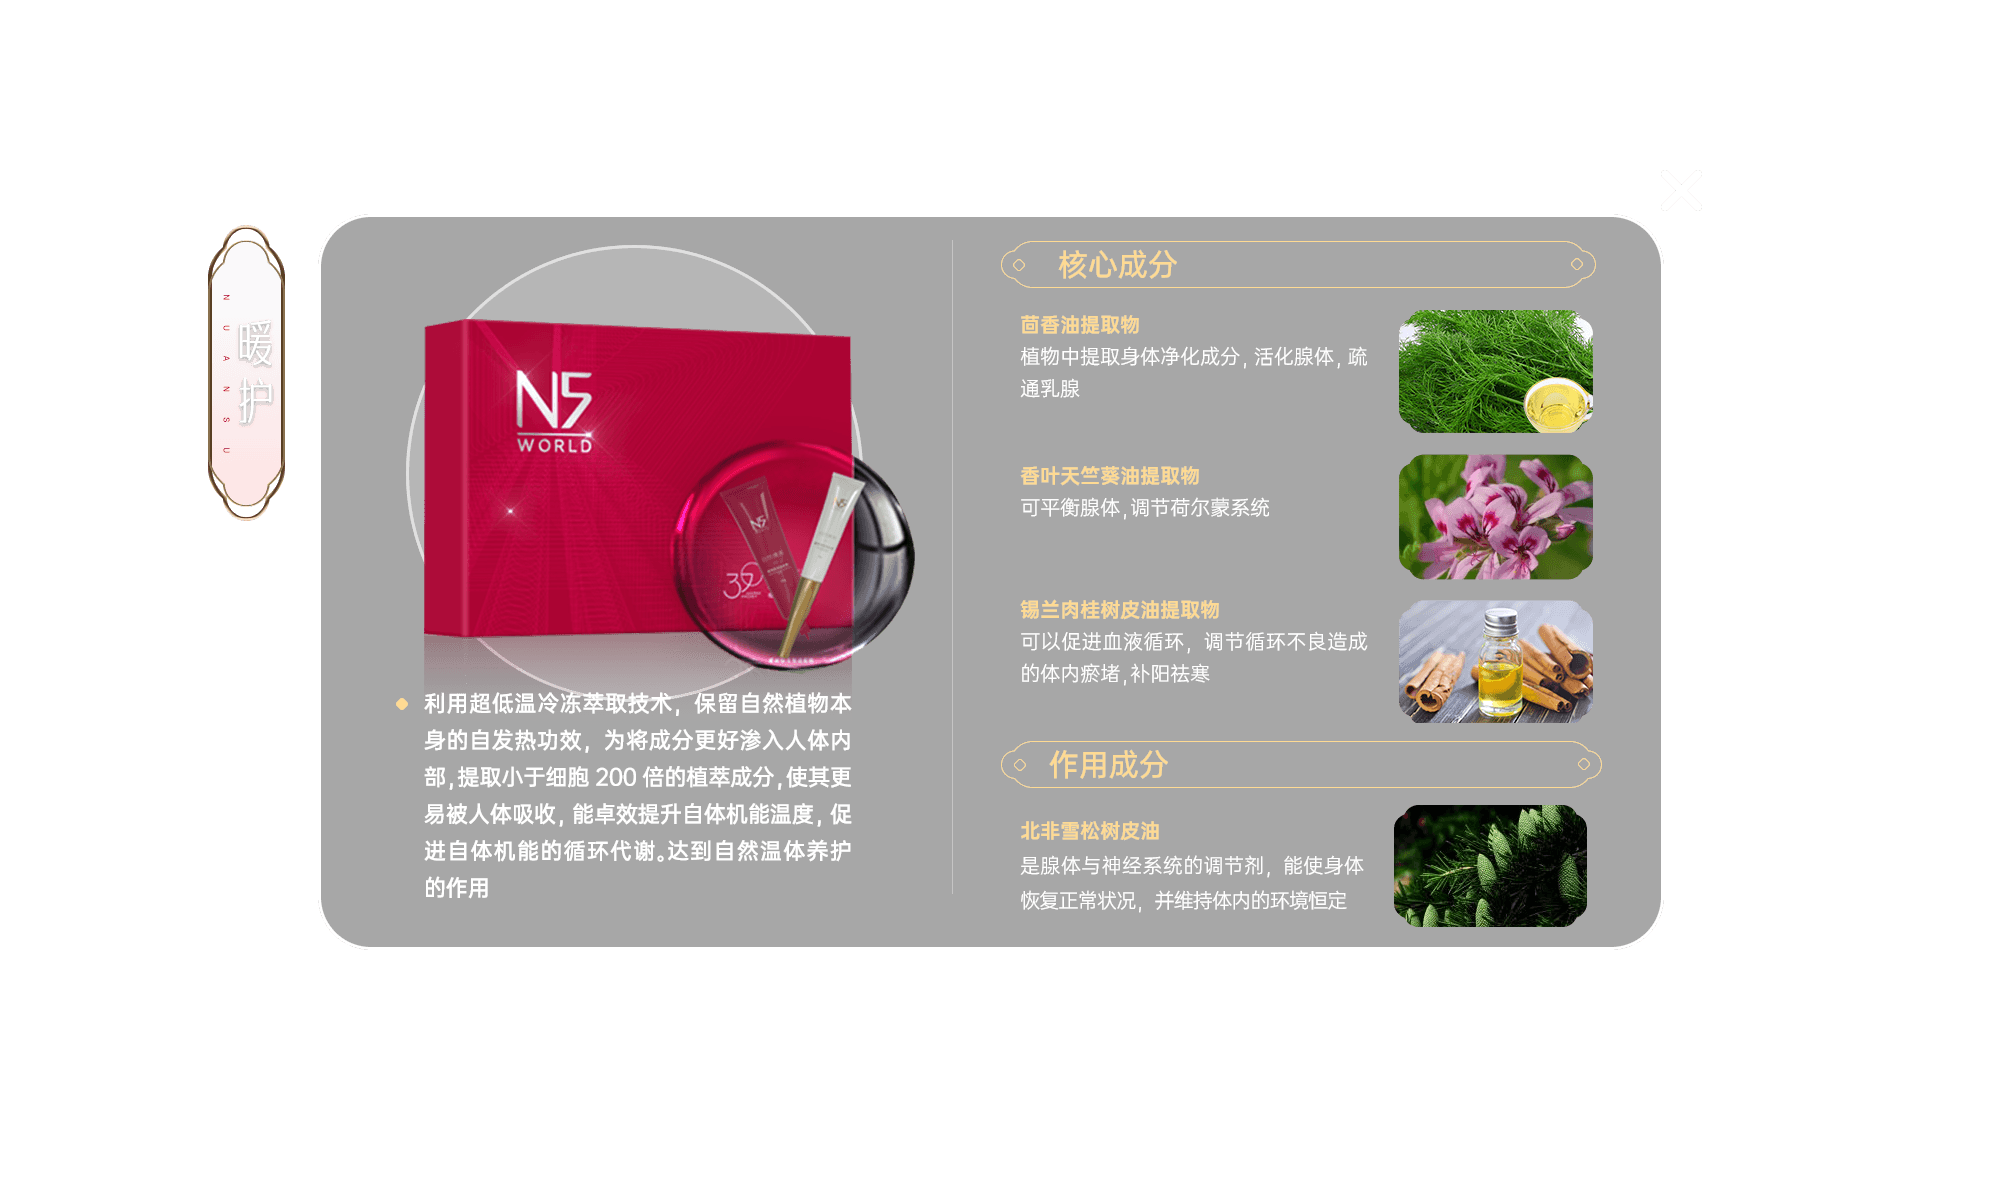 暖护
NUANSU
N5
WORLD
N5
利用超低温冷冻萃取技术，保留自然植物本
身的自发热功效，为将成分更好渗入人体内
部,提取小于细胞 200 倍的植萃成分,使其更
易被人体吸收, 能卓效提升自体机能温度, 促
进自体机能的循环代谢。达到自然温体养护
的作用
核心成分
茴香油提取物
植物中提取身体净化成分, 活化腺体, 疏
通乳腺
香叶天竺葵油提取物
可平衡腺体,调节荷尔蒙系统
锡兰肉桂树皮油提取物
可以促进血液循环，调节循环不良造成
的体内瘀堵,补阳祛寒
作用成分
北非雪松树皮油
是腺体与神经系统的调节剂，能使身体
恢复正常状况，并维持体内的环境恒定